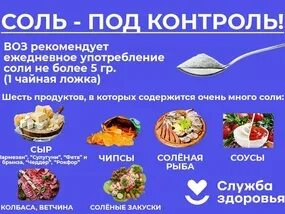 СОЛЬ - ПОД КОНТРОЛЬ!
ВОЗ рекомендует
ежедневное употребление
соли не более 5 гр.
(1 чайная ложка)
Шесть продуктов, в которых содержится очень много соли:
СЫР
"Пармезан", "Сулугуни", "Фета" и
брынза, "Чеддер", "Рокфор")
ЧИПСЫ
СОЛЁНАЯ
РЫБА
СОУСЫ
КОЛБАСА, ВЕТЧИНА
СОЛЁНЫЕ ЗАКУСКИ
Служба
здоровья